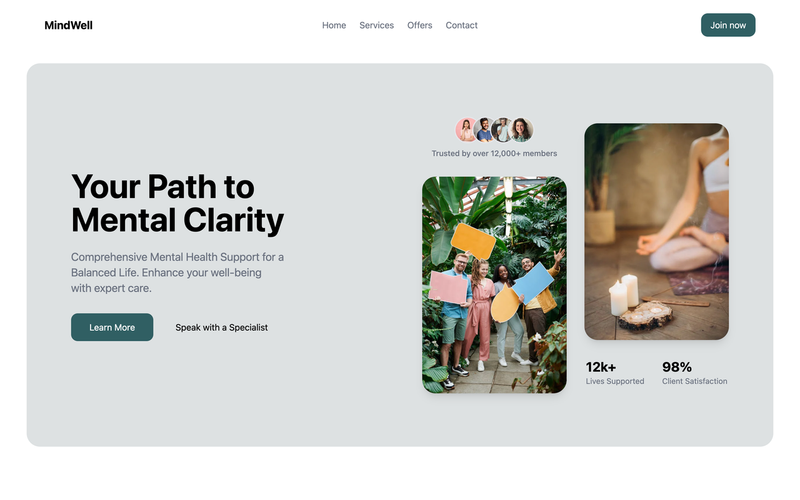 MindWell
Home
Services
Offers
Contact
Join now
Your Path to
Mental Clarity
Comprehensive Mental Health Support for a
Balanced Life. Enhance your well-being
with expert care.
Learn More
Speak with a Specialist
Trusted by over 12,000+ members
12k+
Lives Supported
98%
Client Satisfaction